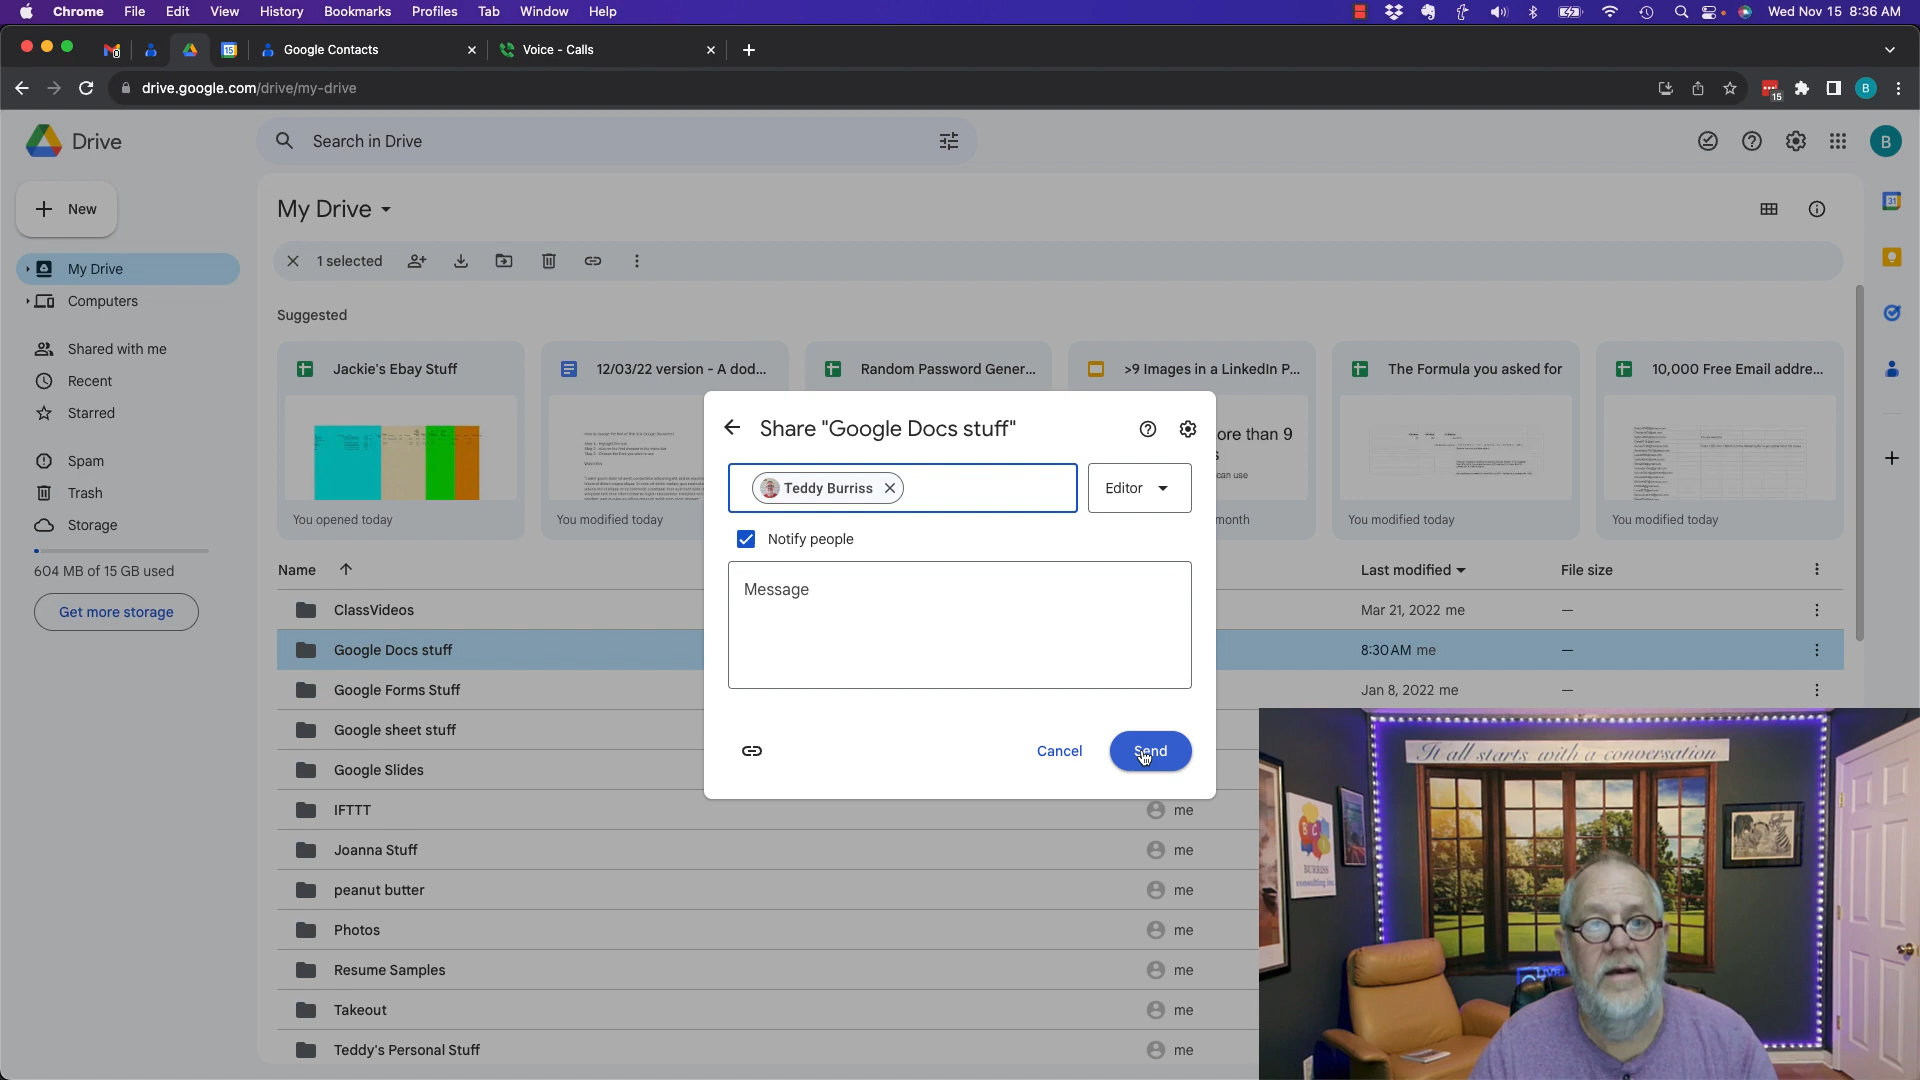 Chrome File Edit View History Bookmarks Profiles Tab Window Help
Wed Nov 15 8:36 AM
15 Google Contacts Voice - Calls
drive.google.com/drive/my-drive
15
B
Drive
Search in Drive
B
New
My Drive
31
My Drive
Computers
1 selected
Suggested
Shared with me
Recent
Starred
Spam
Trash
Storage
604 MB of 15 GB used
Get more storage
Jackie's Ebay Stuff
12/03/22 version - A dod...
Random Password Gener...
>9 Images in a LinkedIn P...
The Formula you asked for
10,000 Free Email addre...
ore than 9
s
can use
You opened today
You modified today
month
You modified today
You modified today
Share "Google Docs stuff"
Teddy Burriss
Editor
Notify people
Message
Cancel
Send
Name
Last modified
File size
ClassVideos
Mar 21, 2022 me
—
Google Docs stuff
8:30 AM me
—
Google Forms Stuff
Jan 8, 2022 me
—
Google sheet stuff
Google Slides
IFTTT
me
Joanna Stuff
me
peanut butter
me
Photos
me
Resume Samples
me
Takeout
me
Teddy's Personal Stuff
me
It all starts with a conversation
B
C
BURRISS
consulting inc.